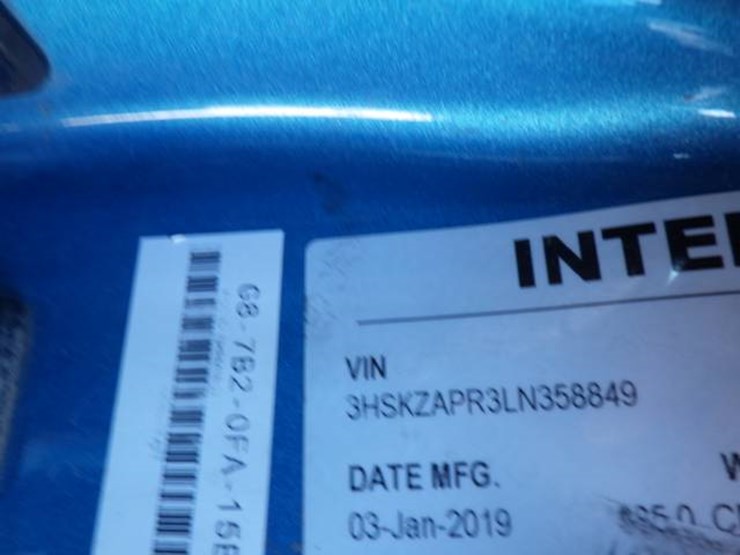 INTE
VIN
3HSKZAPR3LN358849
DATE MFG.
W
03-Jan-2019
G8-7B2-0FA-15